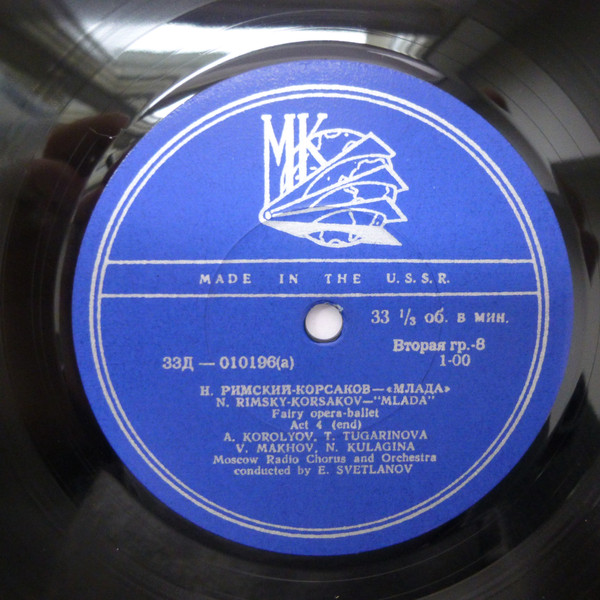 МК
MADE IN THE U.S.S.R.
33 1/3 об. в мин.
Вторая гр.-8
33Д — 010196(а)
1-00
Н. РИМСКИЙ-КОРСАКОВ—«МЛАДА»
N. RIMSKY-KORSAKOV—"MLADA"
Fairy opera-ballet
Act 4 (end)
A. KOROLYOV, T. TUGARINOVA
V. MAKHOV, N. KULAGINA
Moscow Radio Chorus and Orchestra
conducted by E. SVETLANOV